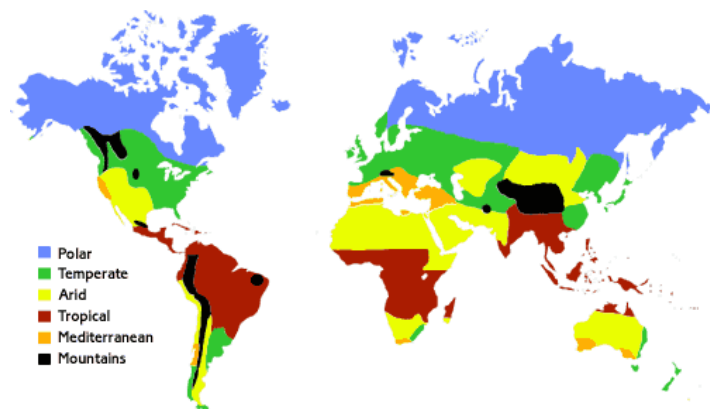 Polar
Temperate
Arid
Tropical
Mediterranean
Mountains